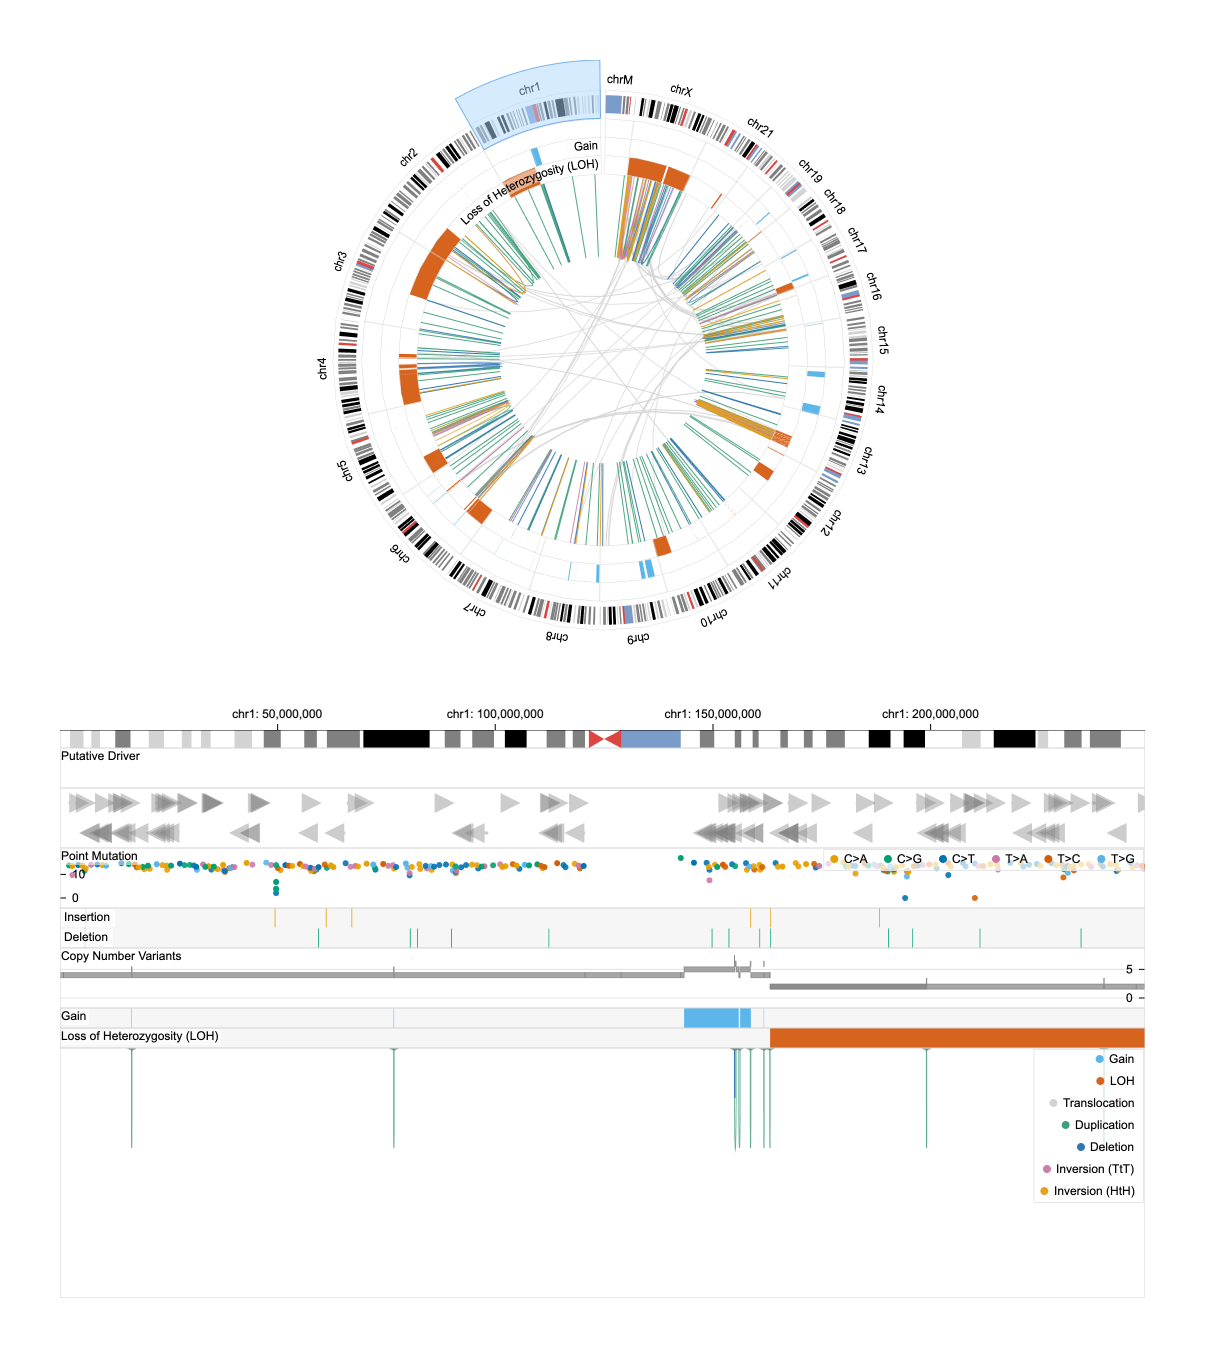 chrM
chrX
chr21
chr19
chr18
chr17
chr16
chr15
chr14
chr13
chr12
chr11
chr10
chr9
chr8
chr7
chr6
chr5
chr4
chr3
chr2
chr1
Gain
Loss of Heterozygosity (LOH)
chr1: 50,000,000 chr1: 100,000,000 chr1: 150,000,000 chr1: 200,000,000
Putative Driver
Point Mutation
C>A C>G C>T T>A T>C T>G
10
0
Insertion
Deletion
Copy Number Variants
5
0
Gain
Loss of Heterozygosity (LOH)
Gain
LOH
Translocation
Duplication
Deletion
Inversion (TtT)
Inversion (HtH)